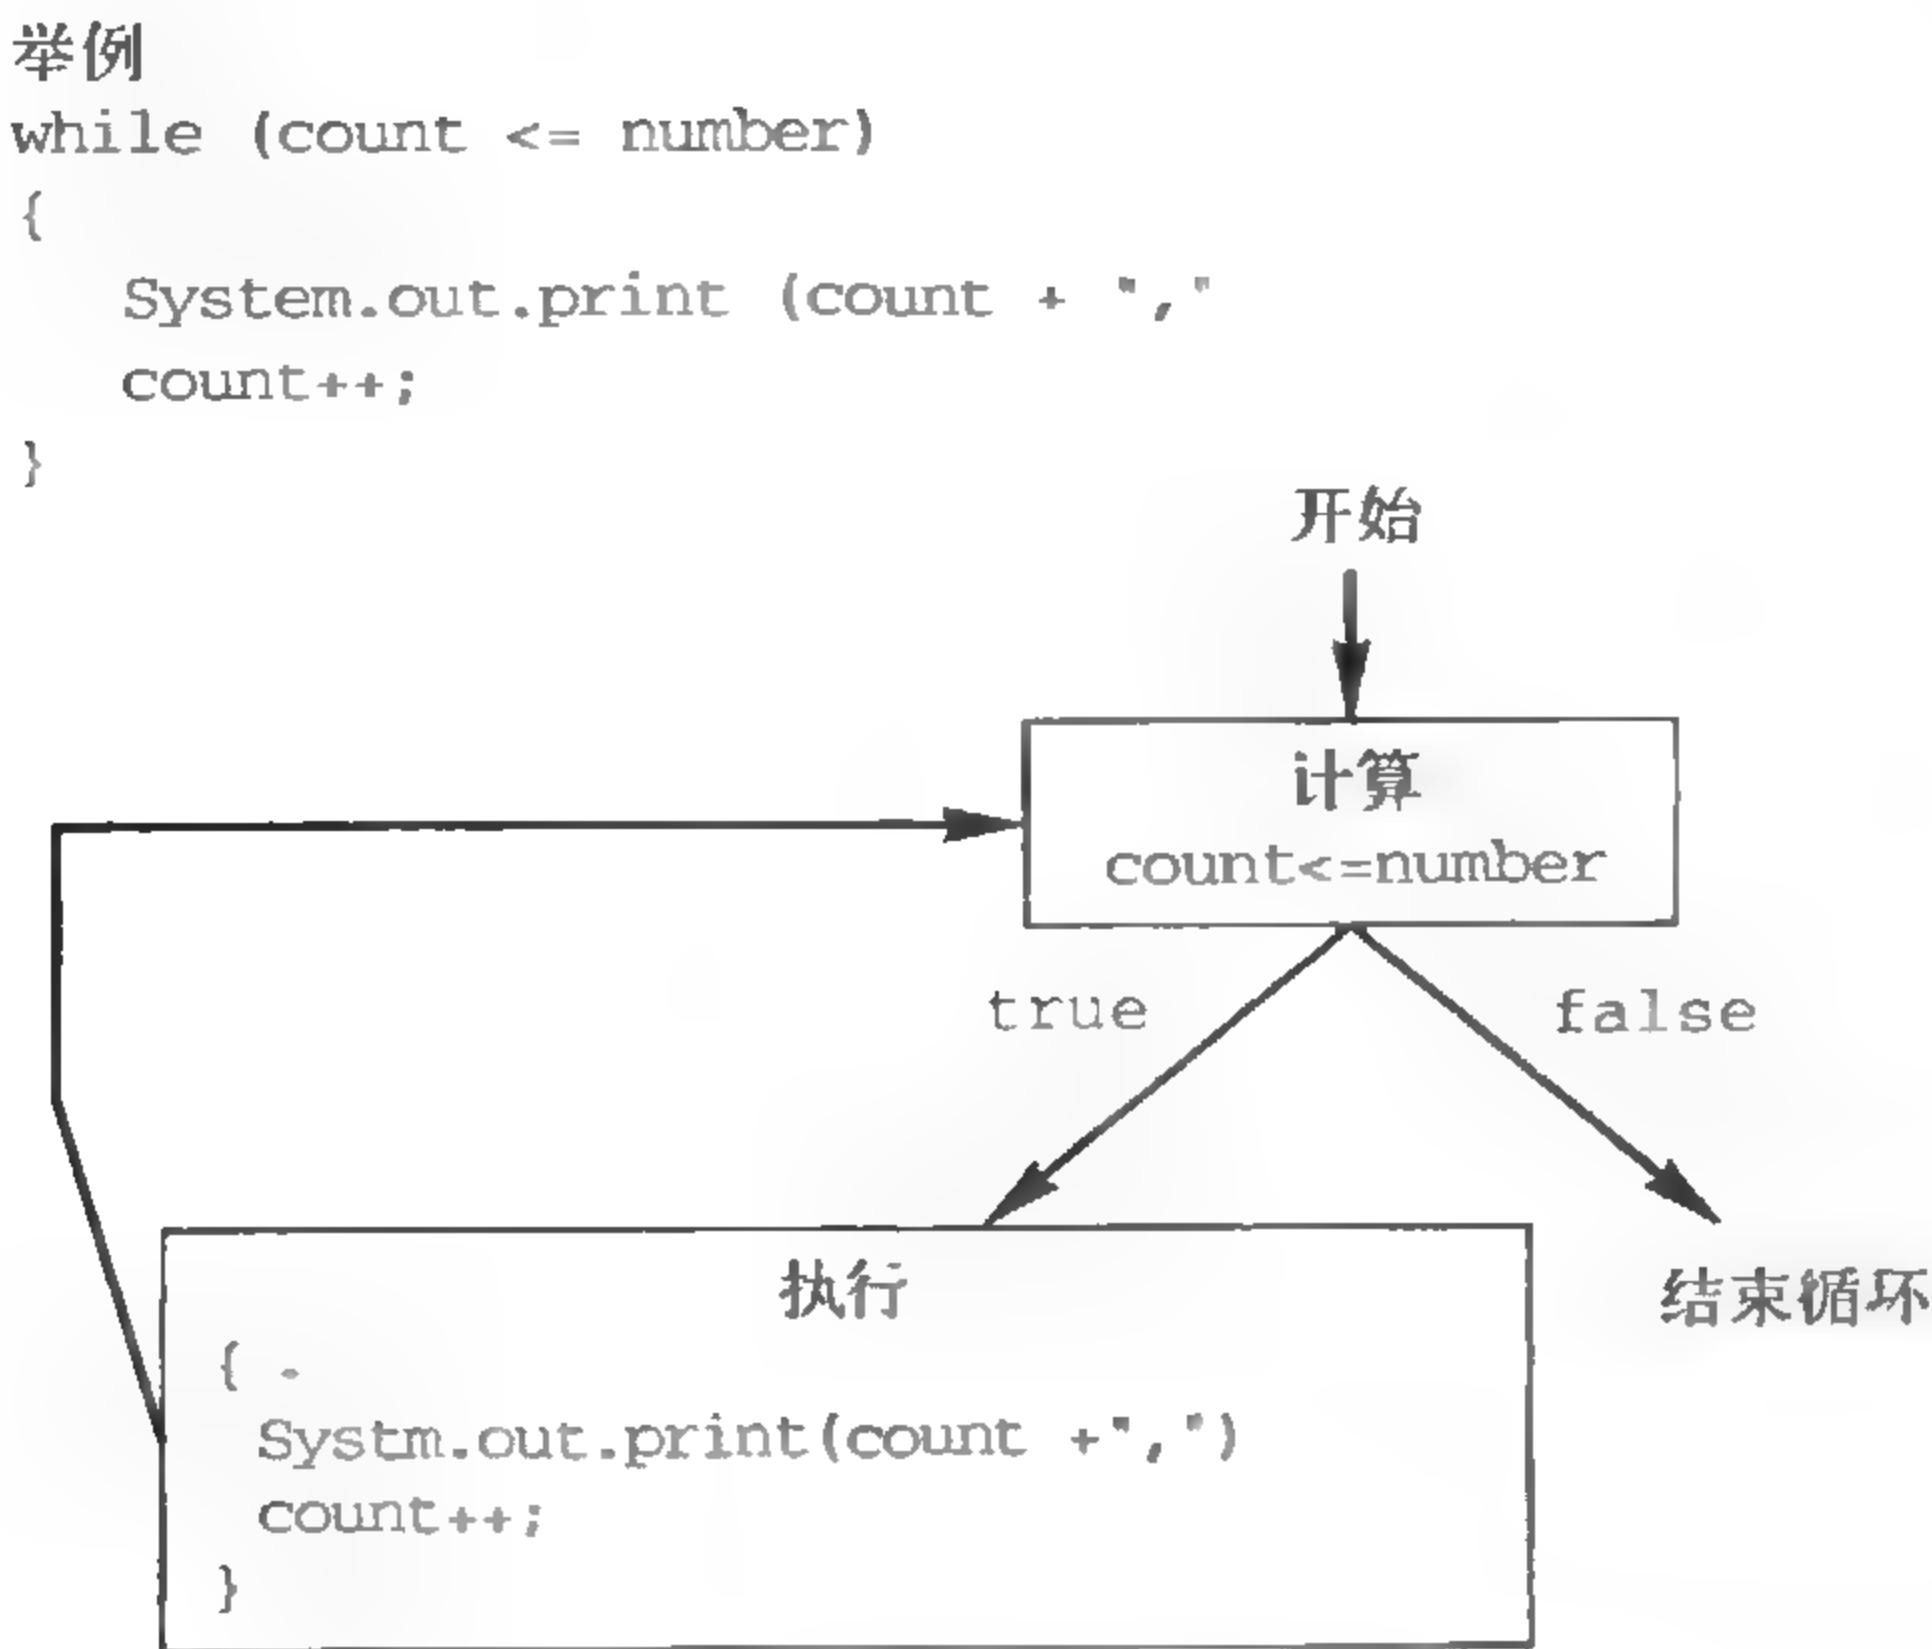 举例
while (count <= number)
{
System.out.print (count + ","
count++;
}
开始
计算
count<=number
true
false
执行
结束循环
{
Systm.out.print(count +",")
count++;
}